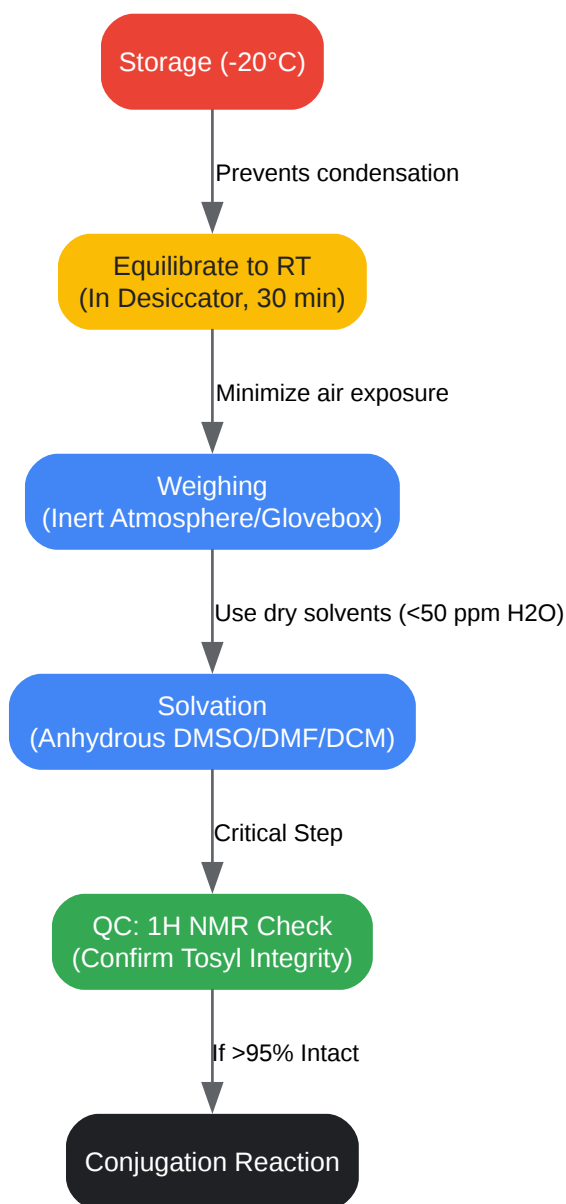 Storage (-20°C)
Prevents condensation
Equilibrate to RT
(In Desiccator, 30 min)
Minimize air exposure
Weighing
(Inert Atmosphere/Glovebox)
Use dry solvents (<50 ppm H2O)
Solvation
(Anhydrous DMSO/DMF/DCM)
Critical Step
QC: 1H NMR Check
(Confirm Tosyl Integrity)
If >95% Intact
Conjugation Reaction